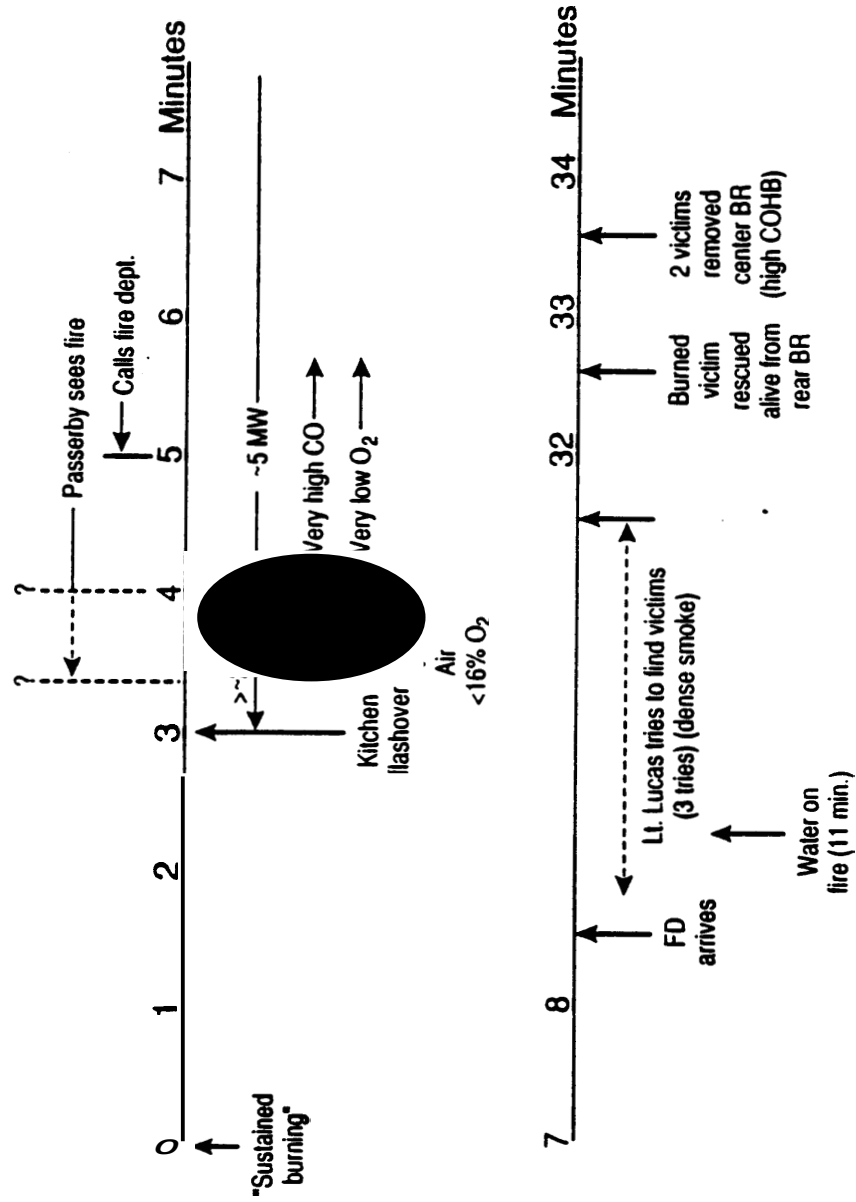 Passerby sees fire
?
?
Calls fire dept.
0
1
2
3
4
5
6
7
Minutes
"Sustained
burning"
~5 MW
Kitchen
Very high CO
Very low O₂
Air
<16% O₂
7
8
32
33
34
Minutes
FD
arrives
Lt. Lucas tries to find victims
(3 tries) (dense smoke)
Water on
fire (11 min.)
Burned
victim
rescued
alive from
rear BR
2 victims
removed
center BR
(high COHB)